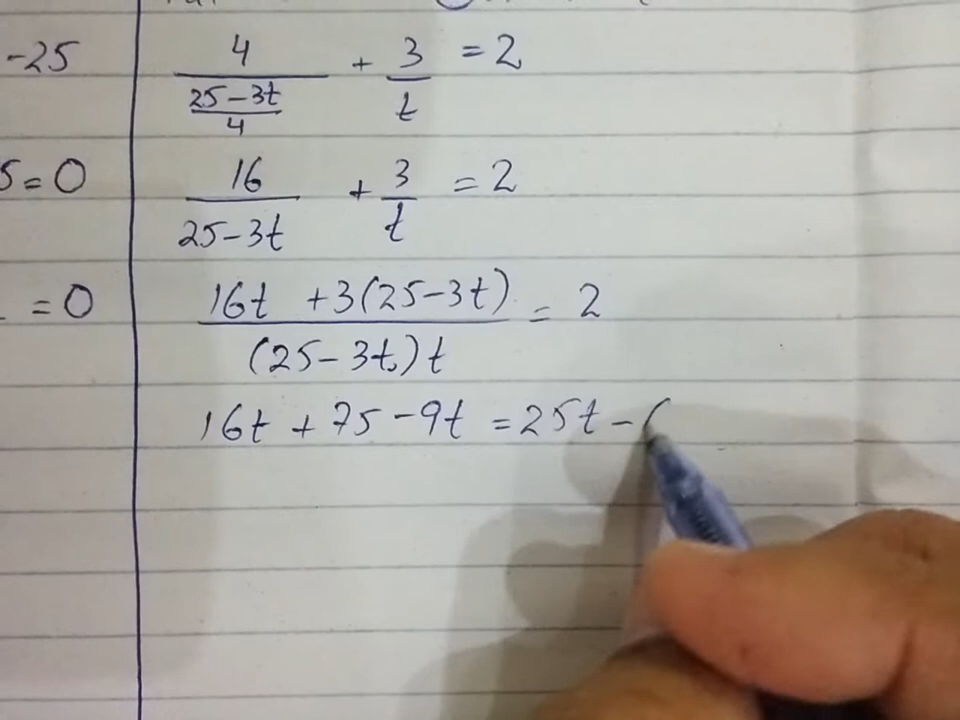 -25
4/((25-3t)/4) + 3/t = 2
5=0
16/(25-3t) + 3/t = 2
=0
(16t + 3(25-3t))/((25-3t)t) = 2
16t + 75 - 9t = 25t - 6